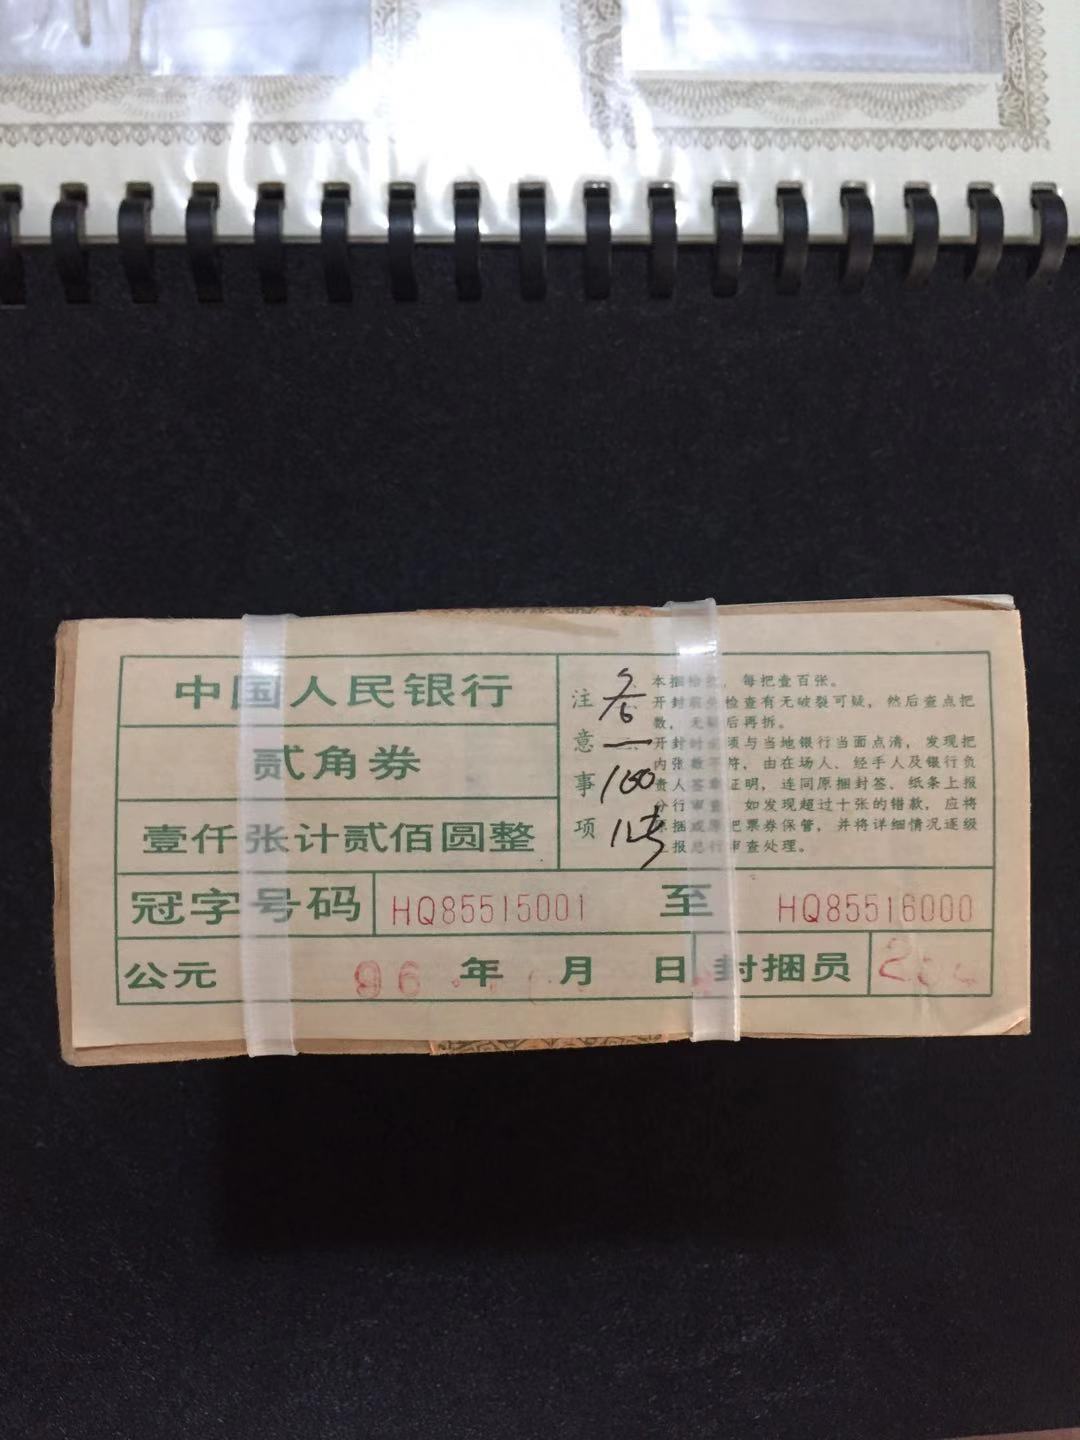 中国人民银行
贰角券
壹仟张计贰佰圆整
注意事项
本捆拾把，每把壹百张。
开封前 检查有无破裂可疑，然后查点把
数，无 后再拆。
开封时 须与当地银行当面点清，发现把
内张数不符，由在场人、经手人及银行负
责人签章证明，连同原捆封签、纸条上报
分行审查。如发现超过十张的错款，应将
原捆或原把票券保管，并将详细情况逐级
上报总行审查处理。
100
冠字号码 HQ85515001 至 HQ85516000
公元 96 年 月 日 封捆员